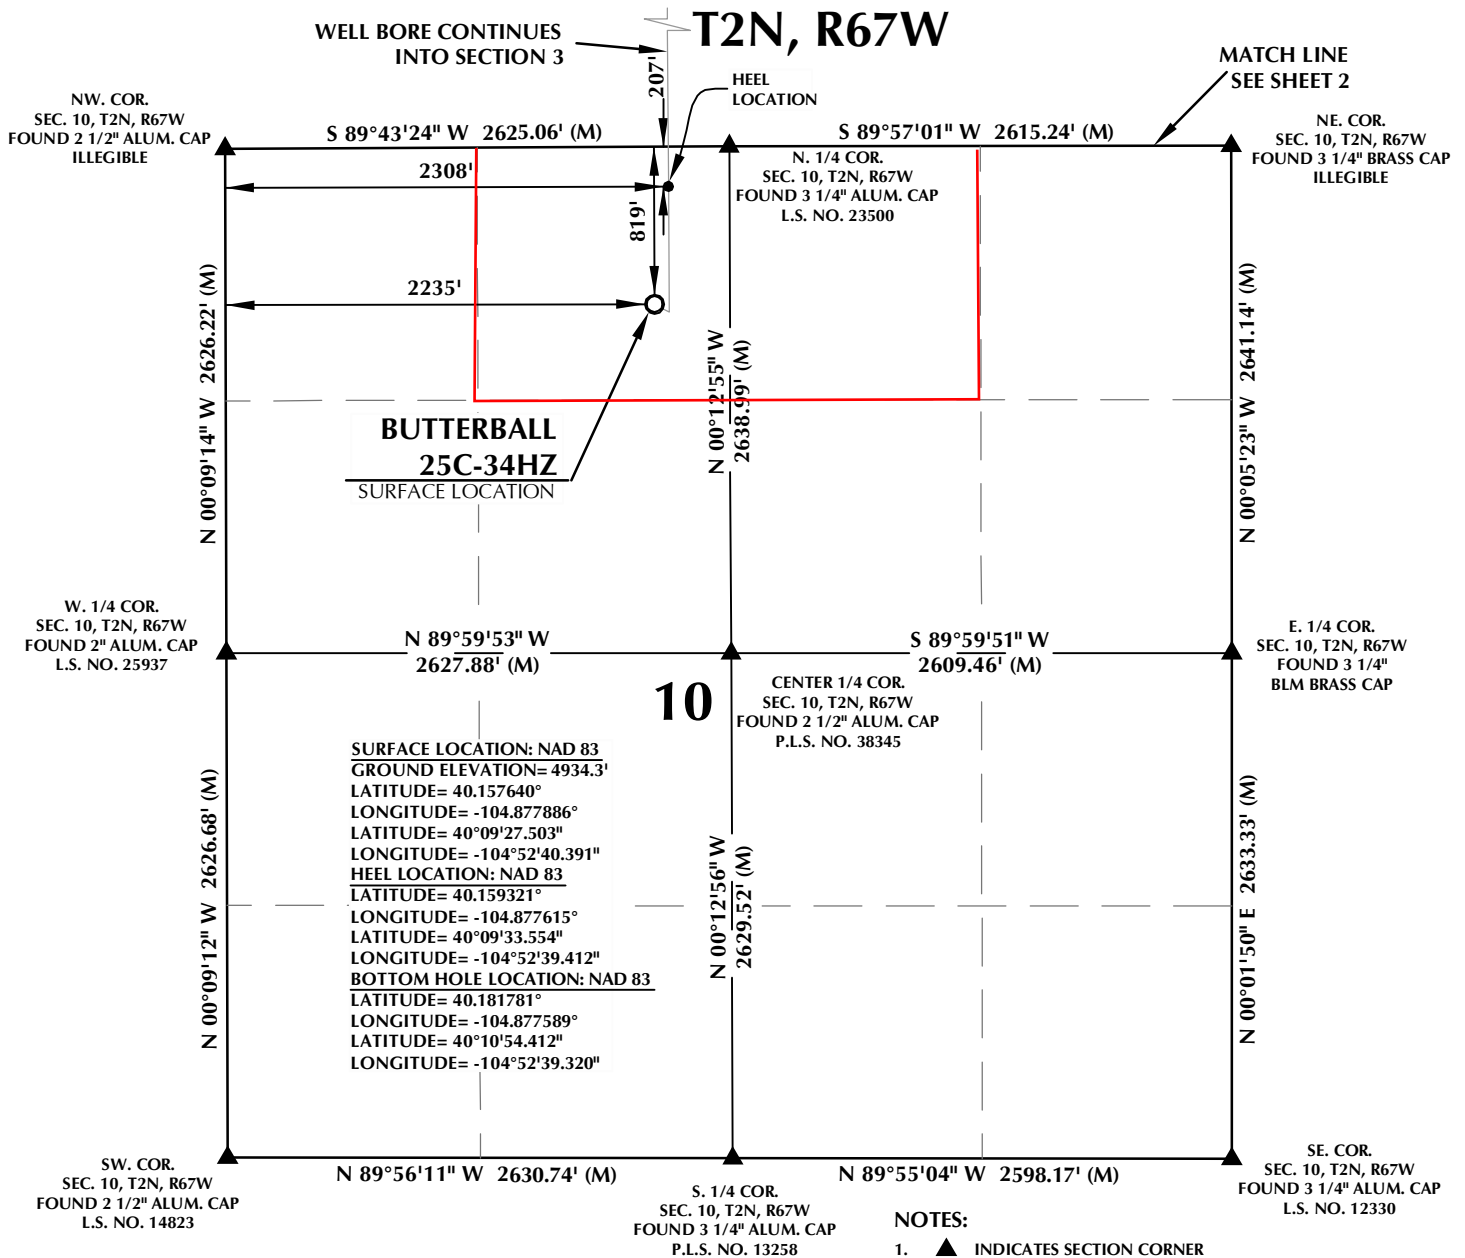 T2N, R67W
WELL BORE CONTINUES
INTO SECTION 3
207'
HEEL
LOCATION
MATCH LINE
SEE SHEET 2
NW. COR.
SEC. 10, T2N, R67W
FOUND 2 1/2" ALUM. CAP
ILLEGIBLE
S 89°43'24" W 2625.06' (M)
S 89°57'01" W 2615.24' (M)
NE. COR.
SEC. 10, T2N, R67W
FOUND 3 1/4" BRASS CAP
ILLEGIBLE
N. 1/4 COR.
SEC. 10, T2N, R67W
FOUND 3 1/4" ALUM. CAP
L.S. NO. 23500
2308'
819'
2235'
N 00°09'14" W 2626.22' (M)
N 00°12'55" W
2638.99' (M)
N 00°05'23" W 2641.14' (M)
BUTTERBALL
25C-34HZ
SURFACE LOCATION
W. 1/4 COR.
SEC. 10, T2N, R67W
FOUND 2" ALUM. CAP
L.S. NO. 25937
N 89°59'53" W
2627.88' (M)
S 89°59'51" W
2609.46' (M)
E. 1/4 COR.
SEC. 10, T2N, R67W
FOUND 3 1/4"
BLM BRASS CAP
10
CENTER 1/4 COR.
SEC. 10, T2N, R67W
FOUND 2 1/2" ALUM. CAP
P.L.S. NO. 38345
SURFACE LOCATION: NAD 83
GROUND ELEVATION= 4934.3'
LATITUDE= 40.157640°
LONGITUDE= -104.877886°
LATITUDE= 40°09'27.503"
LONGITUDE= -104°52'40.391"
HEEL LOCATION: NAD 83
LATITUDE= 40.159321°
LONGITUDE= -104.877615°
LATITUDE= 40°09'33.554"
LONGITUDE= -104°52'39.412"
BOTTOM HOLE LOCATION: NAD 83
LATITUDE= 40.181781°
LONGITUDE= -104.877589°
LATITUDE= 40°10'54.412"
LONGITUDE= -104°52'39.320"
N 00°09'12" W 2626.68' (M)
N 00°12'56" W
2629.52' (M)
N 00°01'50" E 2633.33' (M)
SW. COR.
SEC. 10, T2N, R67W
FOUND 2 1/2" ALUM. CAP
L.S. NO. 14823
N 89°56'11" W 2630.74' (M)
N 89°55'04" W 2598.17' (M)
S. 1/4 COR.
SEC. 10, T2N, R67W
FOUND 3 1/4" ALUM. CAP
P.L.S. NO. 13258
SE. COR.
SEC. 10, T2N, R67W
FOUND 3 1/4" ALUM. CAP
L.S. NO. 12330
NOTES:
1. ▲ INDICATES SECTION CORNER